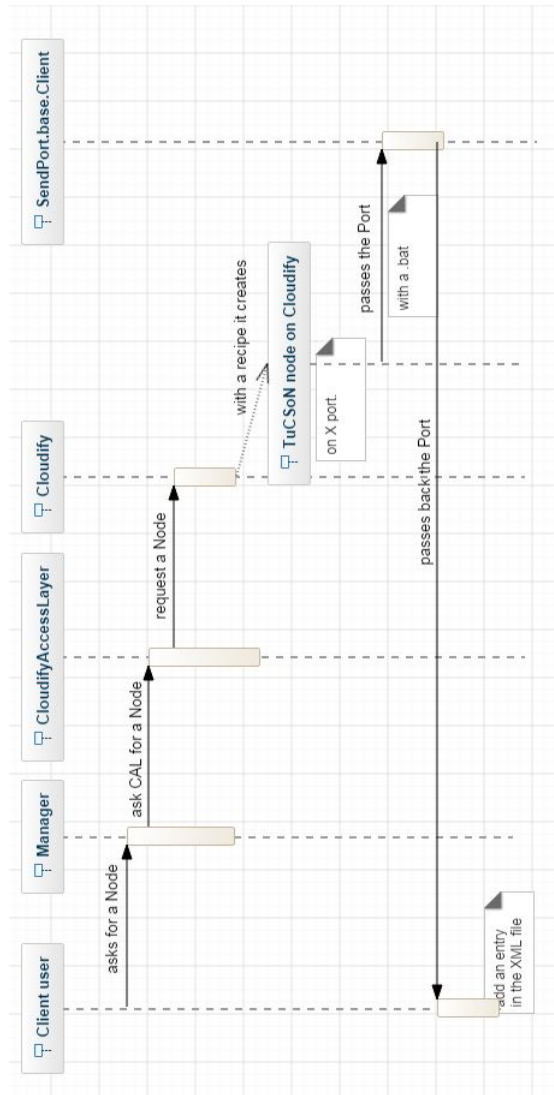 Client user
Manager
CloudifyAccessLayer
Cloudify
SendPort.base.Client
asks for a Node
ask CAL for a Node
request a Node
with a recipe it creates
TuCSoN node on Cloudify
on X port.
passes the Port
with a .bat
passes back the Port
add an entry
in the XML file